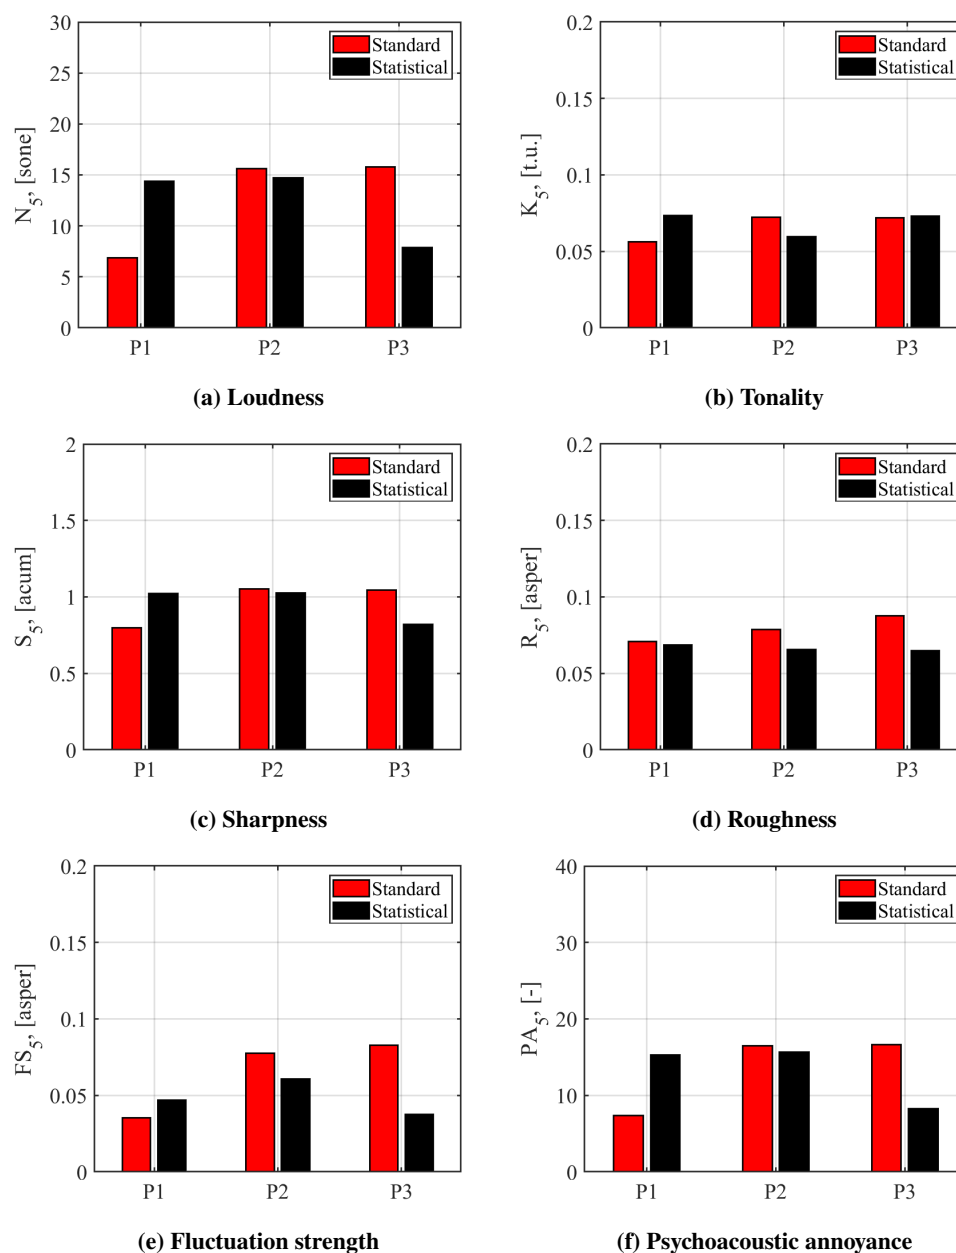 30
25
20
15
10
5
0
N5, [sone]
Standard
Statistical
P1 P2 P3
(a) Loudness
0.2
0.15
0.1
0.05
0
K5, [t.u.]
Standard
Statistical
P1 P2 P3
(b) Tonality
2
1.5
1
0.5
0
S5, [acum]
Standard
Statistical
P1 P2 P3
(c) Sharpness
0.2
0.15
0.1
0.05
0
R5, [asper]
Standard
Statistical
P1 P2 P3
(d) Roughness
0.2
0.15
0.1
0.05
0
FS5, [asper]
Standard
Statistical
P1 P2 P3
(e) Fluctuation strength
40
30
20
10
0
PA5, [-]
Standard
Statistical
P1 P2 P3
(f) Psychoacoustic annoyance